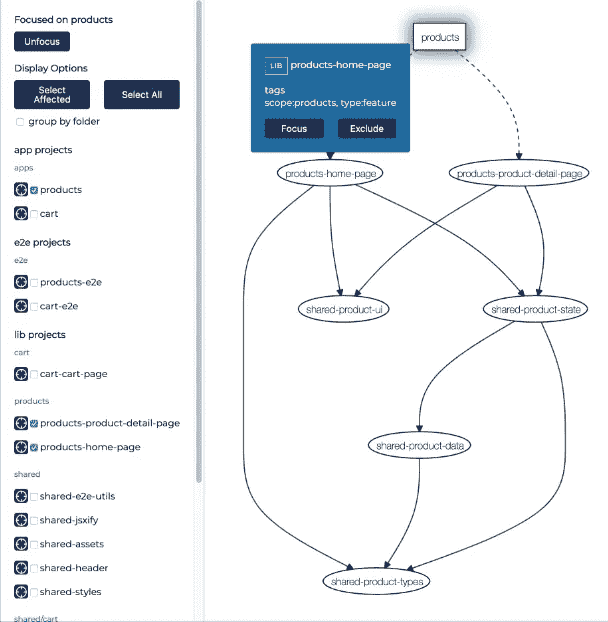 Focused on products
Unfocus
Display Options
Select
Affected
Select All
group by folder
app projects
apps
products
cart
e2e projects
e2e
products-e2e
cart-e2e
lib projects
cart
cart-cart-page
products
products-product-detail-page
products-home-page
shared
shared-e2e-utils
shared-jsxify
shared-assets
shared-header
shared-styles
shared/cart
products
LIB products-home-page
tags
scope:products, type:feature
Focus
Exclude
products-home-page
products-product-detail-page
shared-product-ui
shared-product-state
shared-product-data
shared-product-types